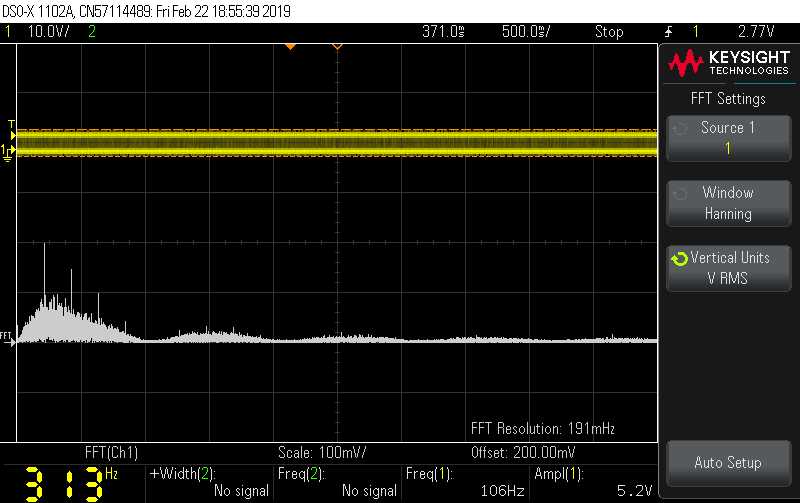 DSO-X 1102A, CN57114489: Fri Feb 22 18:55:39 2019
1 10.0V/ 2 371.0s 500.0s/ Stop 1 2.77V
KEYSIGHT
TECHNOLOGIES
FFT Settings
Source 1
1
Window
Hanning
Vertical Units
V RMS
T
1
FFT
FFT Resolution: 191mHz
FFT(Ch1) Scale: 100mV/ Offset: 200.00mV
Auto Setup
313 Hz
+Width(2):
No signal
Freq(2):
No signal
Freq(1):
106Hz
Ampl(1):
5.2V